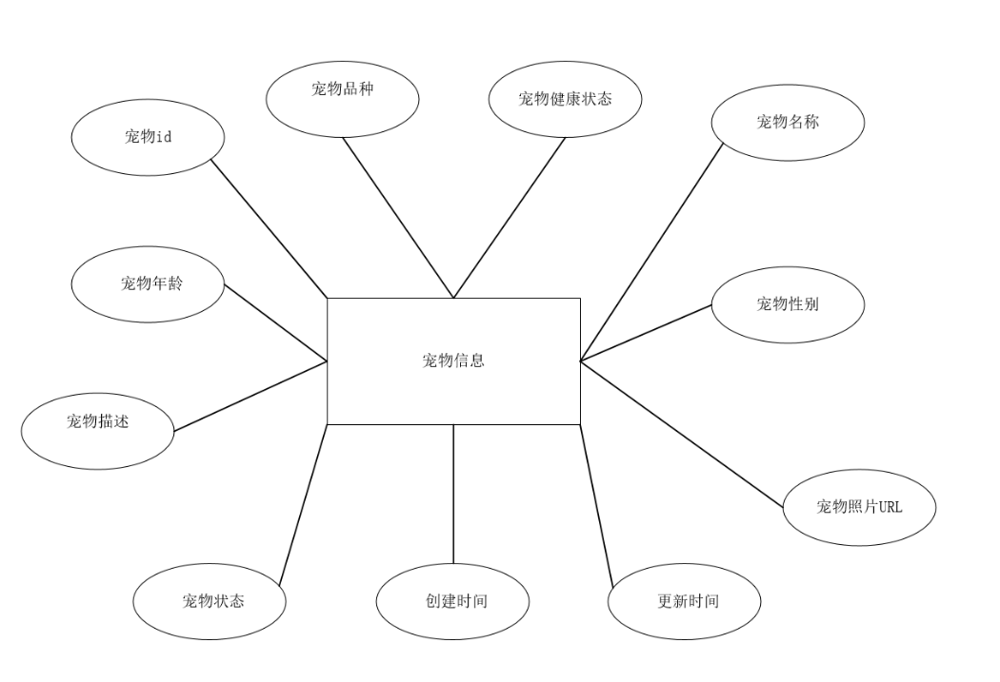 宠物品种
宠物健康状态
宠物名称
宠物id
宠物年龄
宠物性别
宠物信息
宠物描述
宠物照片URL
宠物状态
创建时间
更新时间